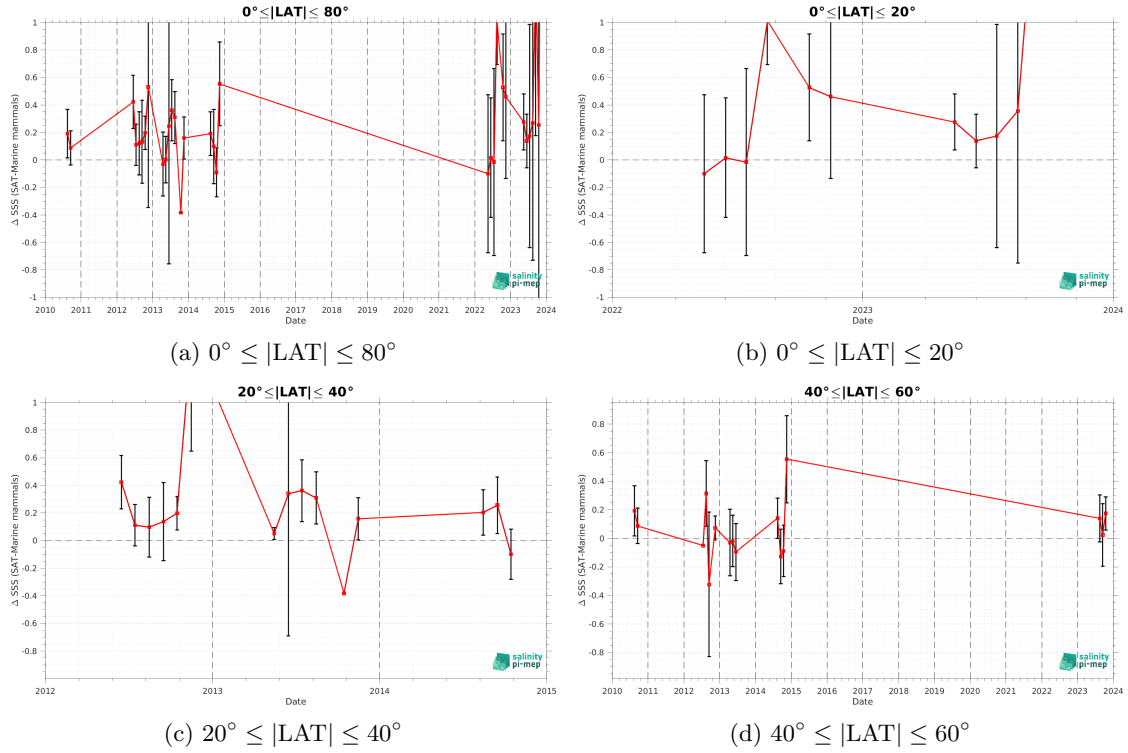 0°≤|LAT|≤ 80°
1
0.8
0.6
0.4
0.2
0
-0.2
-0.4
-0.6
-0.8
-1
Δ SSS (SAT-Marine mammals)
2010 2011 2012 2013 2014 2015 2016 2017 2018 2019 2020 2021 2022 2023 2024
Date
salinity
pi-mep
(a) 0° ≤ |LAT| ≤ 80°
0°≤|LAT|≤ 20°
1
0.8
0.6
0.4
0.2
0
-0.2
-0.4
-0.6
-0.8
-1
Δ SSS (SAT-Marine mammals)
2022 2023 2024
Date
salinity
pi-mep
(b) 0° ≤ |LAT| ≤ 20°
20°≤|LAT|≤ 40°
1
0.8
0.6
0.4
0.2
0
-0.2
-0.4
-0.6
-0.8
Δ SSS (SAT-Marine mammals)
2012 2013 2014 2015
Date
salinity
pi-mep
(c) 20° ≤ |LAT| ≤ 40°
40°≤|LAT|≤ 60°
0.8
0.6
0.4
0.2
0
-0.2
-0.4
-0.6
-0.8
Δ SSS (SAT-Marine mammals)
2010 2011 2012 2013 2014 2015 2016 2017 2018 2019 2020 2021 2022 2023 2024
Date
salinity
pi-mep
(d) 40° ≤ |LAT| ≤ 60°